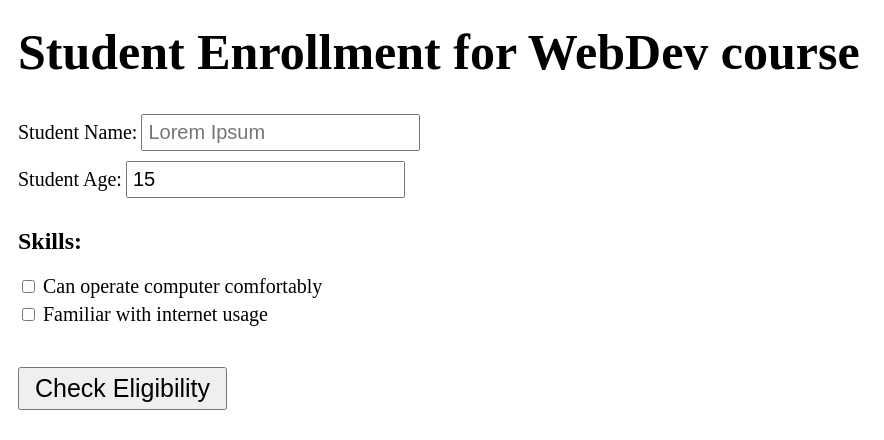 Student Enrollment for WebDev course
Student Name: Lorem Ipsum
Student Age: 15
Skills:
Can operate computer comfortably
Familiar with internet usage
Check Eligibility